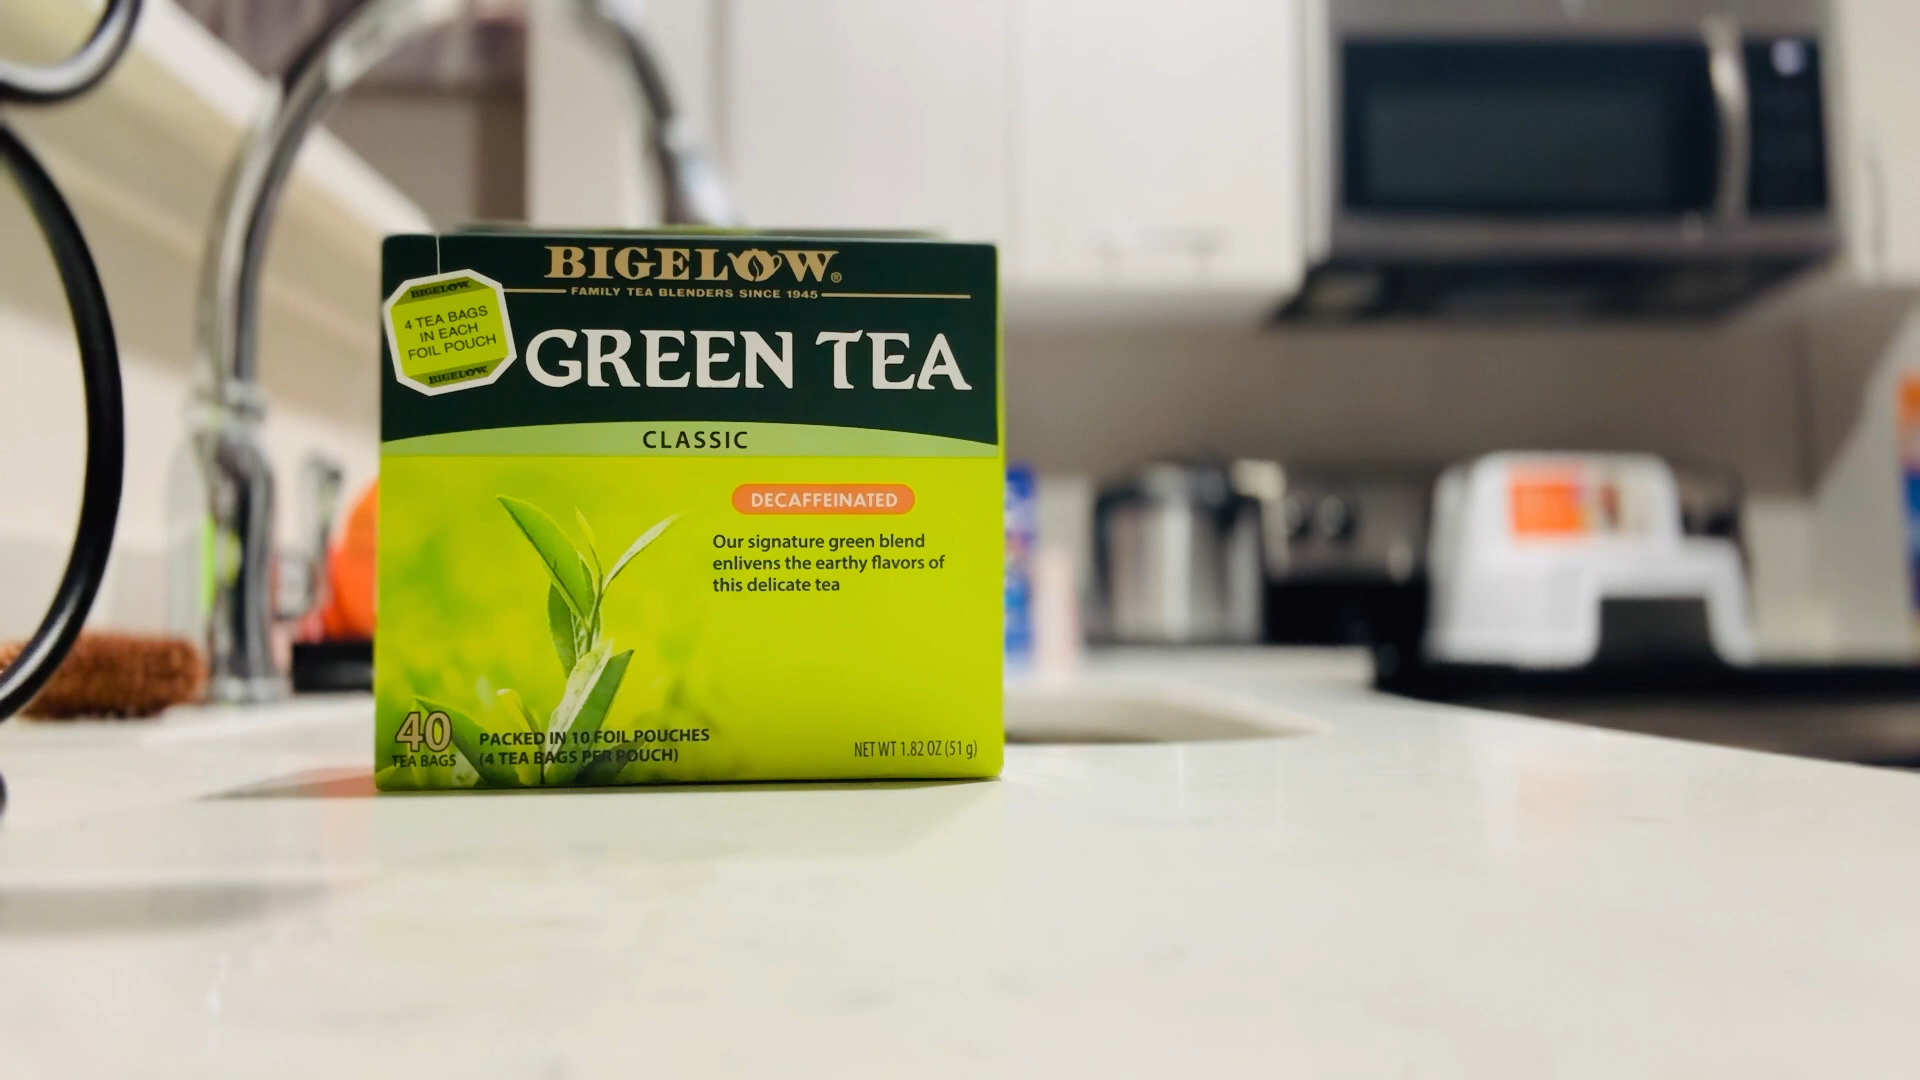 BIGELOW®
FAMILY TEA BLENDERS SINCE 1945
BIGELOW
4 TEA BAGS
IN EACH
FOIL POUCH
BIGELOW
GREEN TEA
CLASSIC
DECAFFEINATED
Our signature green blend
enlivens the earthy flavors of
this delicate tea
40
TEA BAGS
PACKED IN 10 FOIL POUCHES
(4 TEA BAGS PER POUCH)
NET WT 1.82 OZ (51 g)